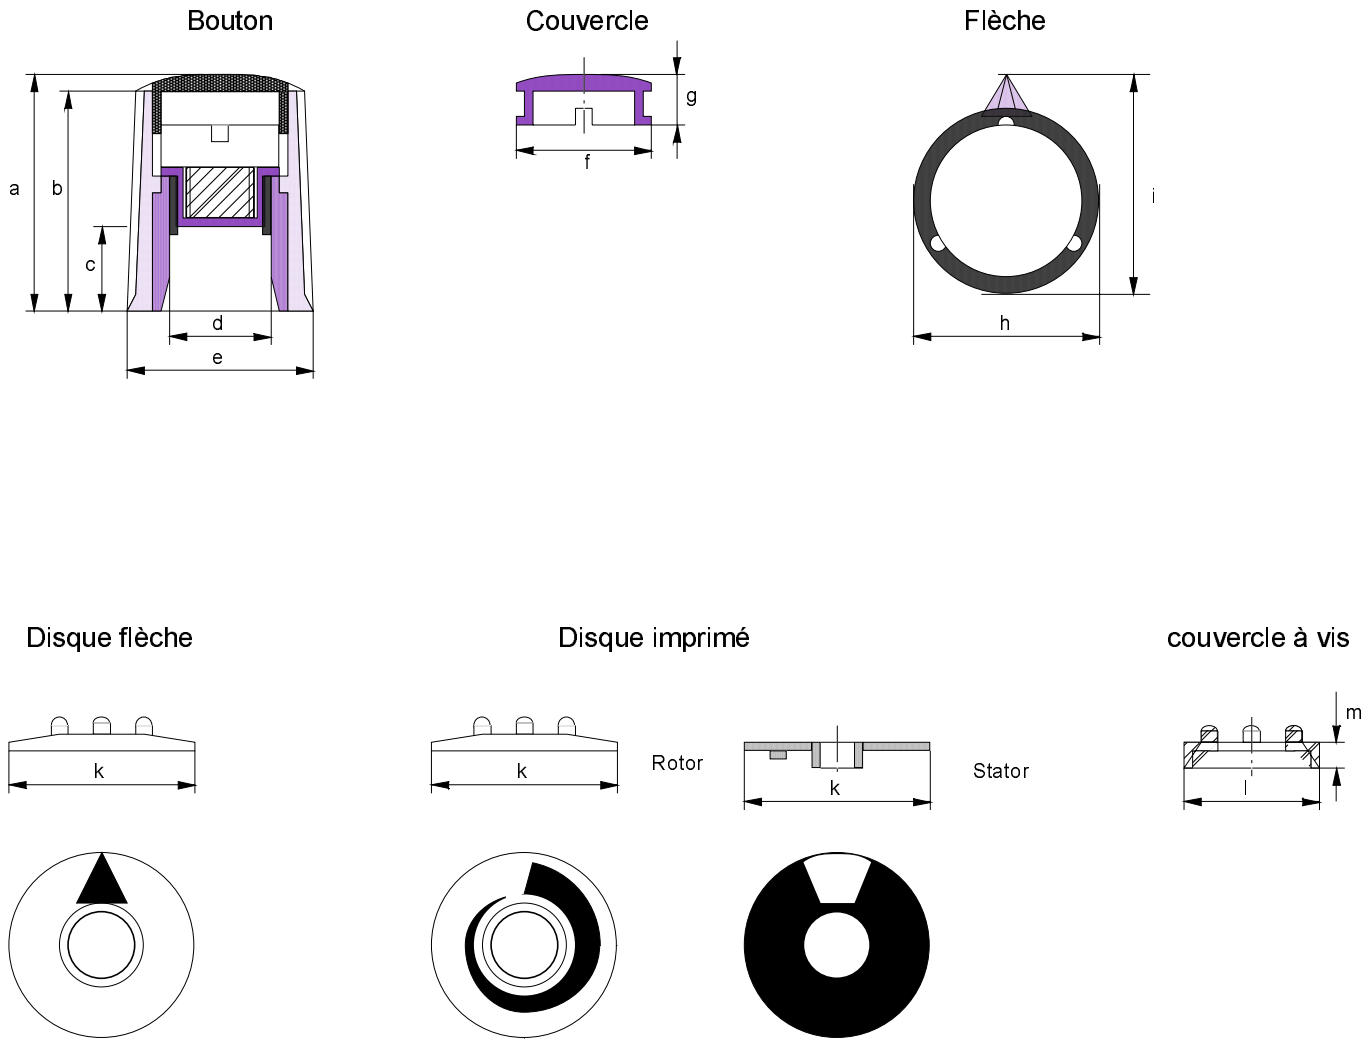 Bouton
Couvercle
Flèche
a
b
c
d
e
f
g
h
i
Disque flèche
Disque imprimé
couvercle à vis
k
k
Rotor
k
Stator
l
m